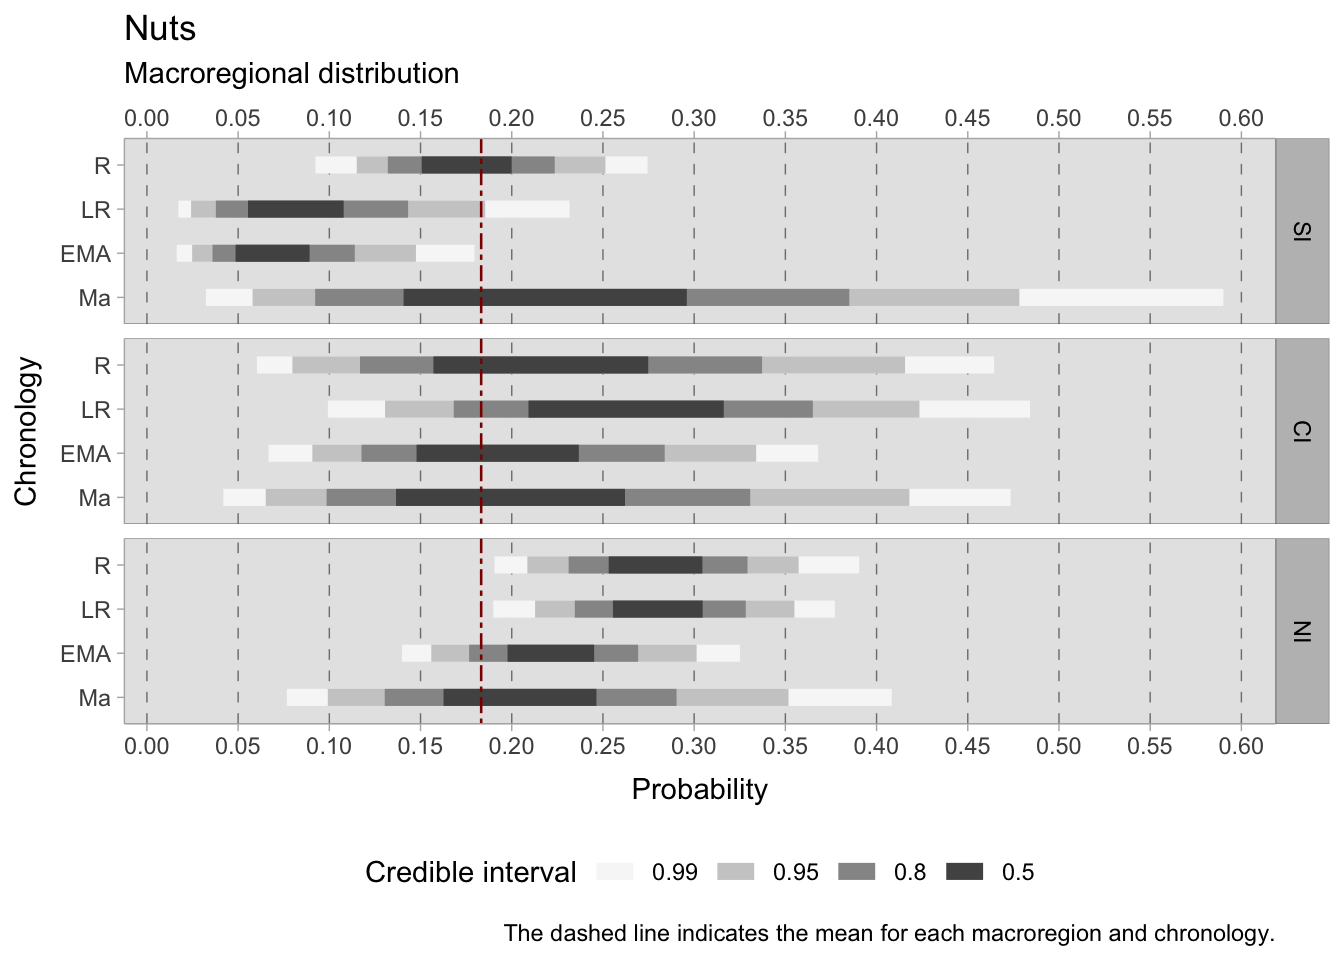 Nuts
Macroregional distribution
0.00 0.05 0.10 0.15 0.20 0.25 0.30 0.35 0.40 0.45 0.50 0.55 0.60
R
LR
EMA
Ma
SI
Chronology
R
LR
EMA
Ma
CI
R
LR
EMA
Ma
NI
0.00 0.05 0.10 0.15 0.20 0.25 0.30 0.35 0.40 0.45 0.50 0.55 0.60
Probability
Credible interval 0.99 0.95 0.8 0.5
The dashed line indicates the mean for each macroregion and chronology.